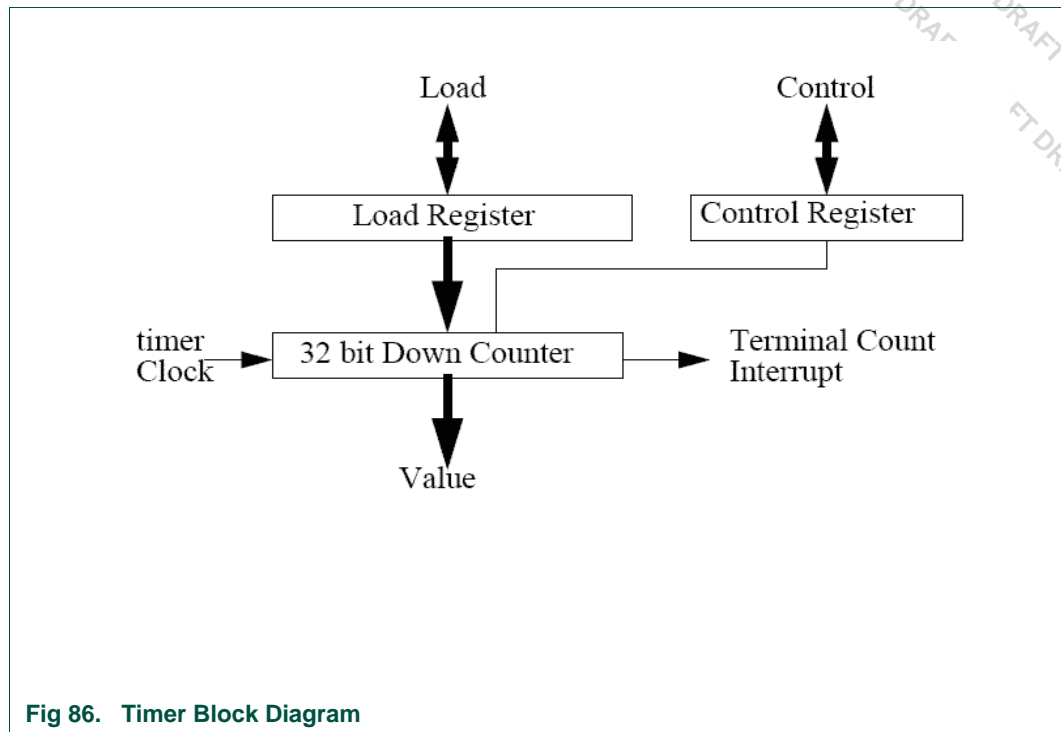 DRAFT
Load
Control
Load Register
Control Register
timer
Clock
32 bit Down Counter
Terminal Count
Interrupt
Value
Fig 86. Timer Block Diagram